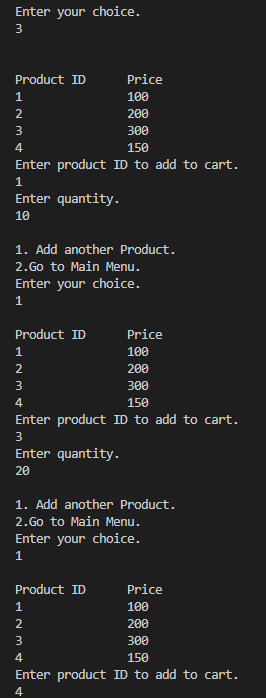 Enter your choice.
3
Product ID Price
1 100
2 200
3 300
4 150
Enter product ID to add to cart.
1
Enter quantity.
10
1. Add another Product.
2.Go to Main Menu.
Enter your choice.
1
Product ID Price
1 100
2 200
3 300
4 150
Enter product ID to add to cart.
3
Enter quantity.
20
1. Add another Product.
2.Go to Main Menu.
Enter your choice.
1
Product ID Price
1 100
2 200
3 300
4 150
Enter product ID to add to cart.
4